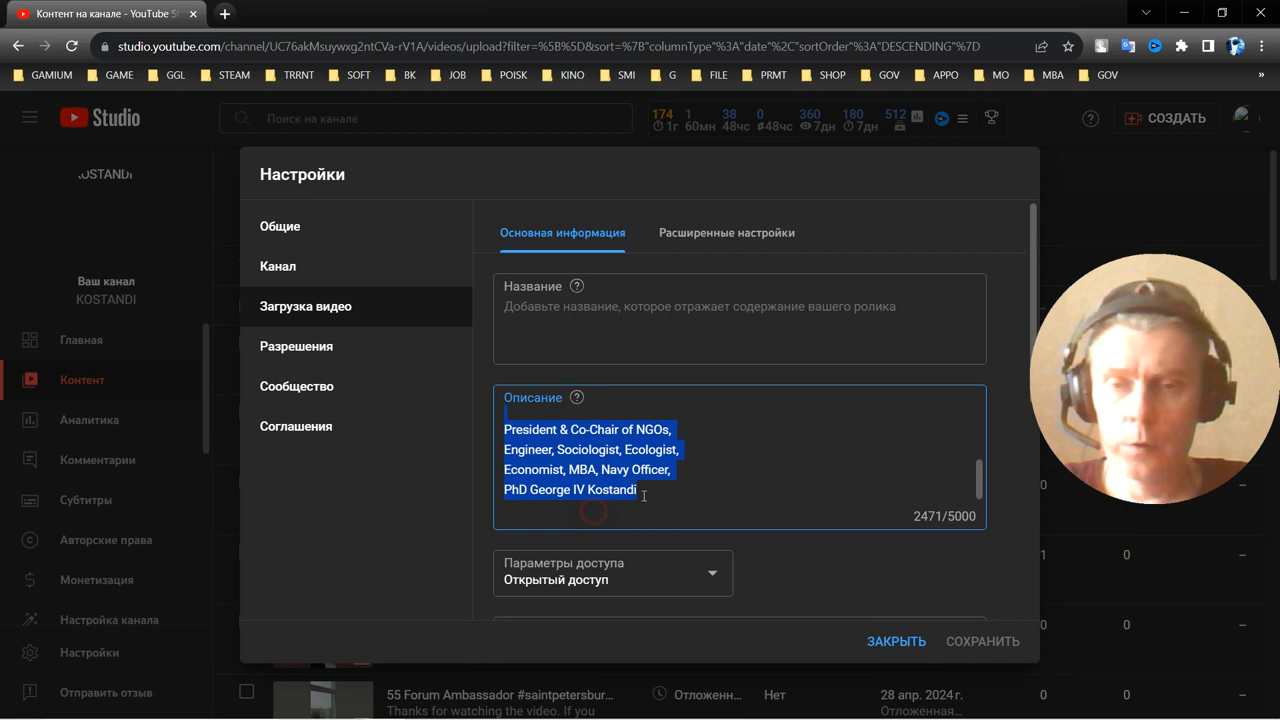 Контент на канале - YouTube S
studio.youtube.com/channel/UC76akMsuywxg2ntCVa-rV1A/videos/upload?filter=%5B%5D&sort=%7B"columnType"%3A"date"%2C"sortOrder"%3A"DESCENDING"%7D
GAMIUM GAME GGL STEAM TRRNT SOFT BK JOB POISK KINO SMI G FILE PRMT SHOP GOV APPO MO MBA GOV »
Studio
Поиск на канале
174 1 38 0 360 180 512
1г 60мн 48чс 48чс 7дн 7дн
СОЗДАТЬ
Ваш канал
KOSTANDI
Главная
Контент
Аналитика
Комментарии
Субтитры
Авторские права
Монетизация
Настройка канала
Настройки
Отправить отзыв
Настройки
Общие
Канал
Загрузка видео
Разрешения
Сообщество
Соглашения
Основная информация
Расширенные настройки
Название
Добавьте название, которое отражает содержание вашего ролика
Описание
President & Co-Chair of NGOs,
Engineer, Sociologist, Ecologist,
Economist, MBA, Navy Officer,
PhD George IV Kostandi
2471/5000
Параметры доступа
Открытый доступ
ЗАКРЫТЬ СОХРАНИТЬ
0 –
0 –
1 0 –
0 0 –
55 Forum Ambassador #saintpetersbur... Отложенн... Нет 28 апр. 2024 г. 0 0 –
Thanks for watching the video. If you Отложенная